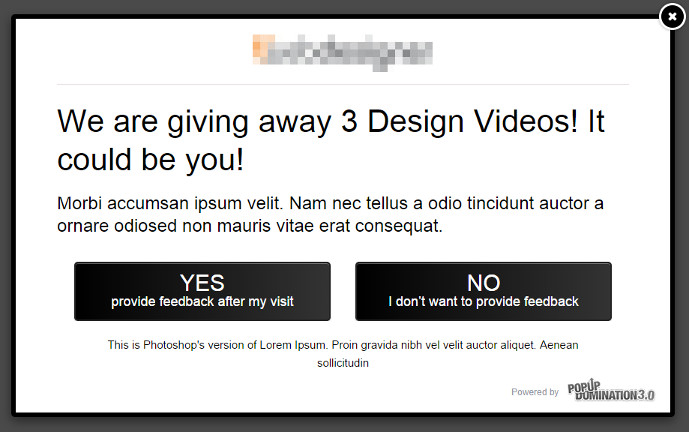 We are giving away 3 Design Videos! It
could be you!
Morbi accumsan ipsum velit. Nam nec tellus a odio tincidunt auctor a
ornare odiosed non mauris vitae erat consequat.
YES
provide feedback after my visit
NO
I don't want to provide feedback
This is Photoshop's version of Lorem Ipsum. Proin gravida nibh vel velit auctor aliquet. Aenean
sollicitudin
Powered by
POPUP
DOMINATION 3.0